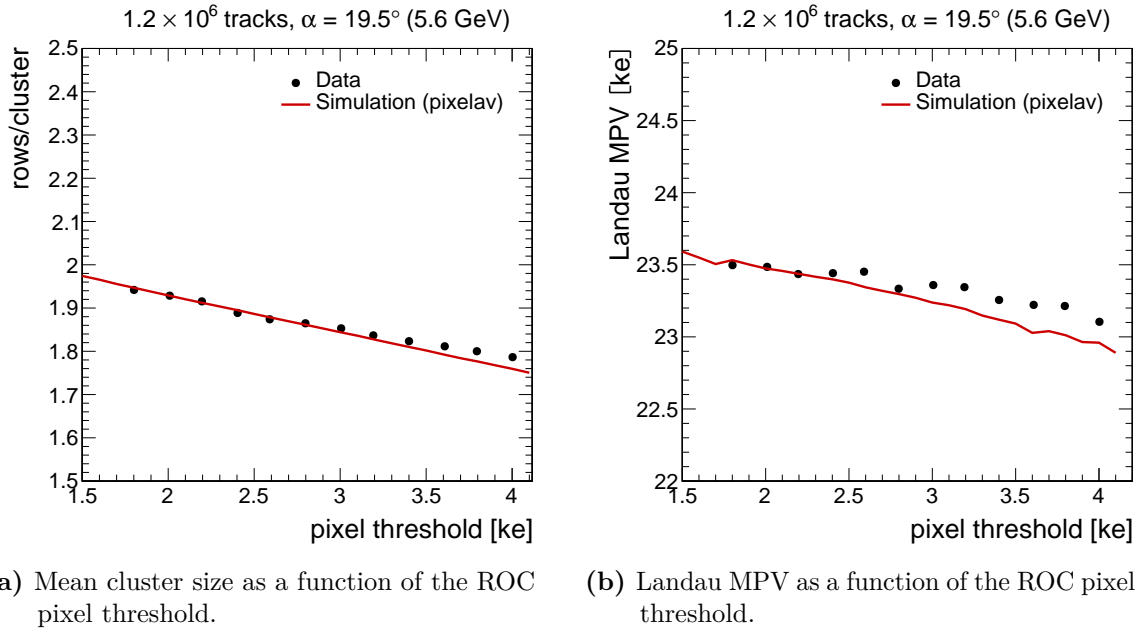 1.2 × 10⁶ tracks, α = 19.5° (5.6 GeV)
rows/cluster
2.5
2.4
2.3
2.2
2.1
2
1.9
1.8
1.7
1.6
1.5
Data
Simulation (pixelav)
1.5 2 2.5 3 3.5 4
pixel threshold [ke]
a) Mean cluster size as a function of the ROC
pixel threshold.
1.2 × 10⁶ tracks, α = 19.5° (5.6 GeV)
Landau MPV [ke]
25
24.5
24
23.5
23
22.5
22
Data
Simulation (pixelav)
1.5 2 2.5 3 3.5 4
pixel threshold [ke]
(b) Landau MPV as a function of the ROC pixel
threshold.